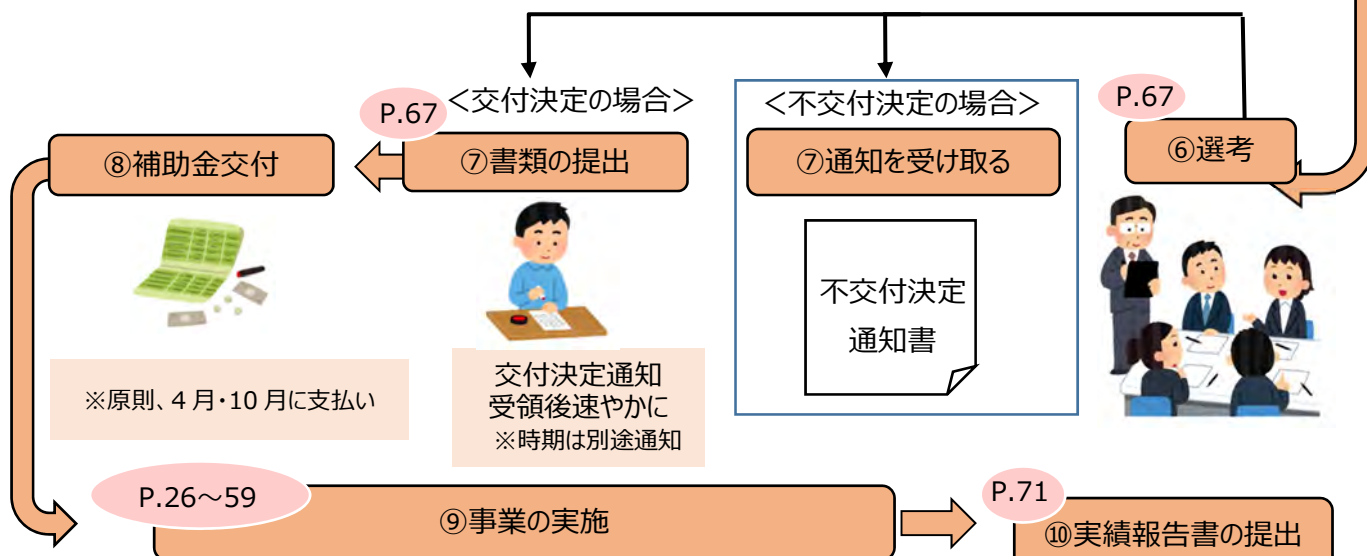 P.67
⑥選考
＜交付決定の場合＞
P.67
⑦書類の提出
交付決定通知
受領後速やかに
※時期は別途通知
＜不交付決定の場合＞
⑦通知を受け取る
不交付決定
通知書
⑧補助金交付
※原則、4月・10月に支払い
P.26～59
⑨事業の実施
P.71
⑩実績報告書の提出